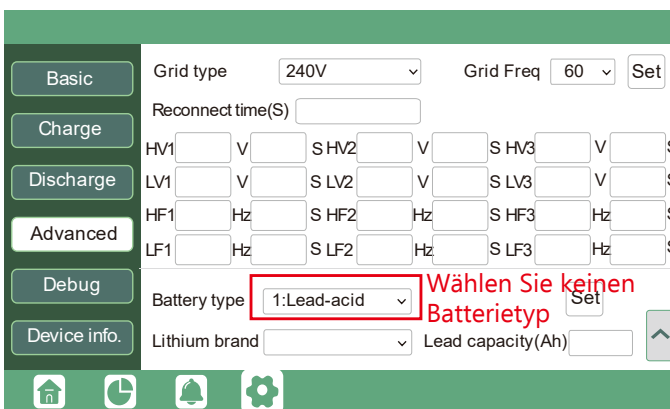 Basic
Charge
Discharge
Advanced
Debug
Device info.
Grid type 240V Grid Freq 60 Set
Reconnect time(S)
HV1 V S HV2 V S HV3 V S
LV1 V S LV2 V S LV3 V S
HF1 Hz S HF2 Hz S HF3 Hz S
LF1 Hz S LF2 Hz S LF3 Hz S
Battery type 1:Lead-acid Wählen Sie keinen Batterietyp Set
Lithium brand Lead capacity(Ah)